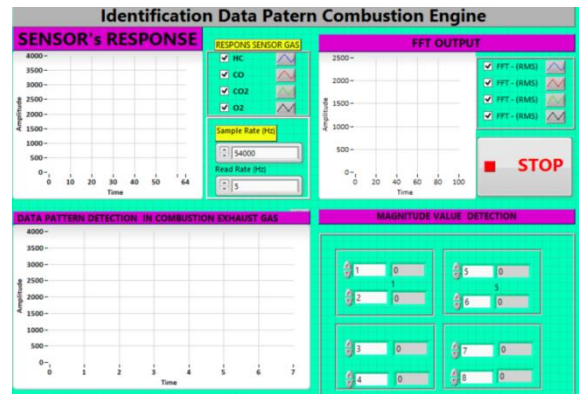 Identification Data Patern Combustion Engine
SENSOR's RESPONSE
4000
3500
3000
2500
2000
1500
1000
500
0
Amplitude
0 10 20 30 40 50 64
Time
RESPONS SENSOR GAS
HC
CO
CO2
O2
Sample Rate (Hz)
54000
Read Rate (Hz)
5
FFT OUTPUT
2500
2000
1000
500
0
Amplitude
0 20 40 60 80 100
Time
FFT - (RMS)
FFT - (RMS)
FFT - (RMS)
FFT - (RMS)
STOP
DATA PATTERN DETECTION IN COMBUSTION EXHAUST GAS
4000
3500
3000
2500
2000
1500
1000
500
0
Amplitude
0 1 2 3 4 5 6 7
Time
MAGNITUDE VALUE DETECTION
1 0
1
2 0
5 0
5
6 0
3 0
4 0
7 0
8 0